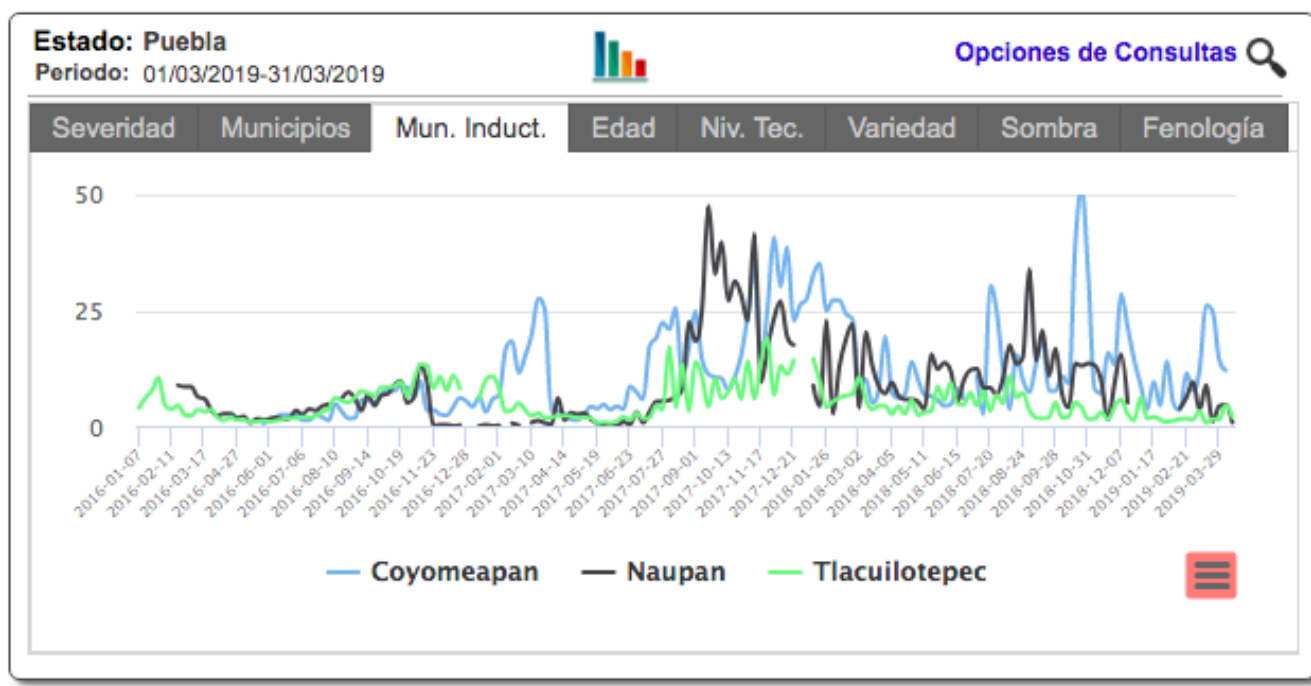 Estado: Puebla
Periodo: 01/03/2019-31/03/2019
Opciones de Consultas
Severidad Municipios Mun. Induct. Edad Niv. Tec. Variedad Sombra Fenología
50
25
0
2016-01-07 2016-02-11 2016-03-17 2016-04-27 2016-06-01 2016-07-06 2016-08-10 2016-09-14 2016-10-19 2016-11-23 2016-12-28 2017-02-01 2017-03-10 2017-04-14 2017-05-19 2017-06-23 2017-07-27 2017-09-01 2017-10-13 2017-11-17 2017-12-21 2018-01-26 2018-03-02 2018-04-05 2018-05-11 2018-06-15 2018-07-20 2018-08-24 2018-09-28 2018-10-31 2018-12-07 2019-01-17 2019-02-21 2019-03-29
Coyomeapan Naupan Tlacuilotepec